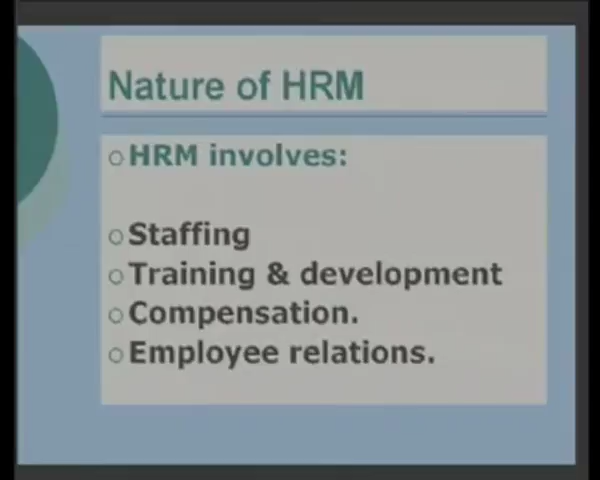 Nature of HRM
HRM involves:
Staffing
Training & development
Compensation.
Employee relations.